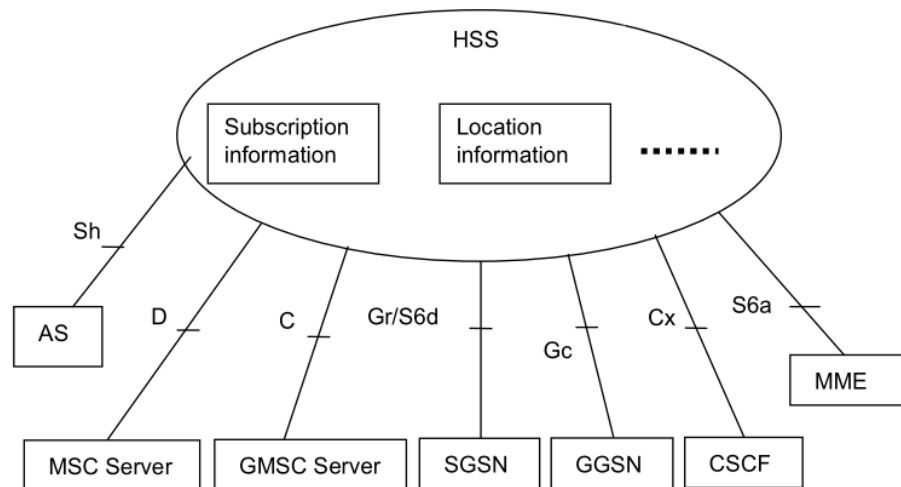 HSS
Subscription
information
Location
information
Sh
AS
D
C
Gr/S6d
Gc
Cx
S6a
MME
MSC Server
GMSC Server
SGSN
GGSN
CSCF